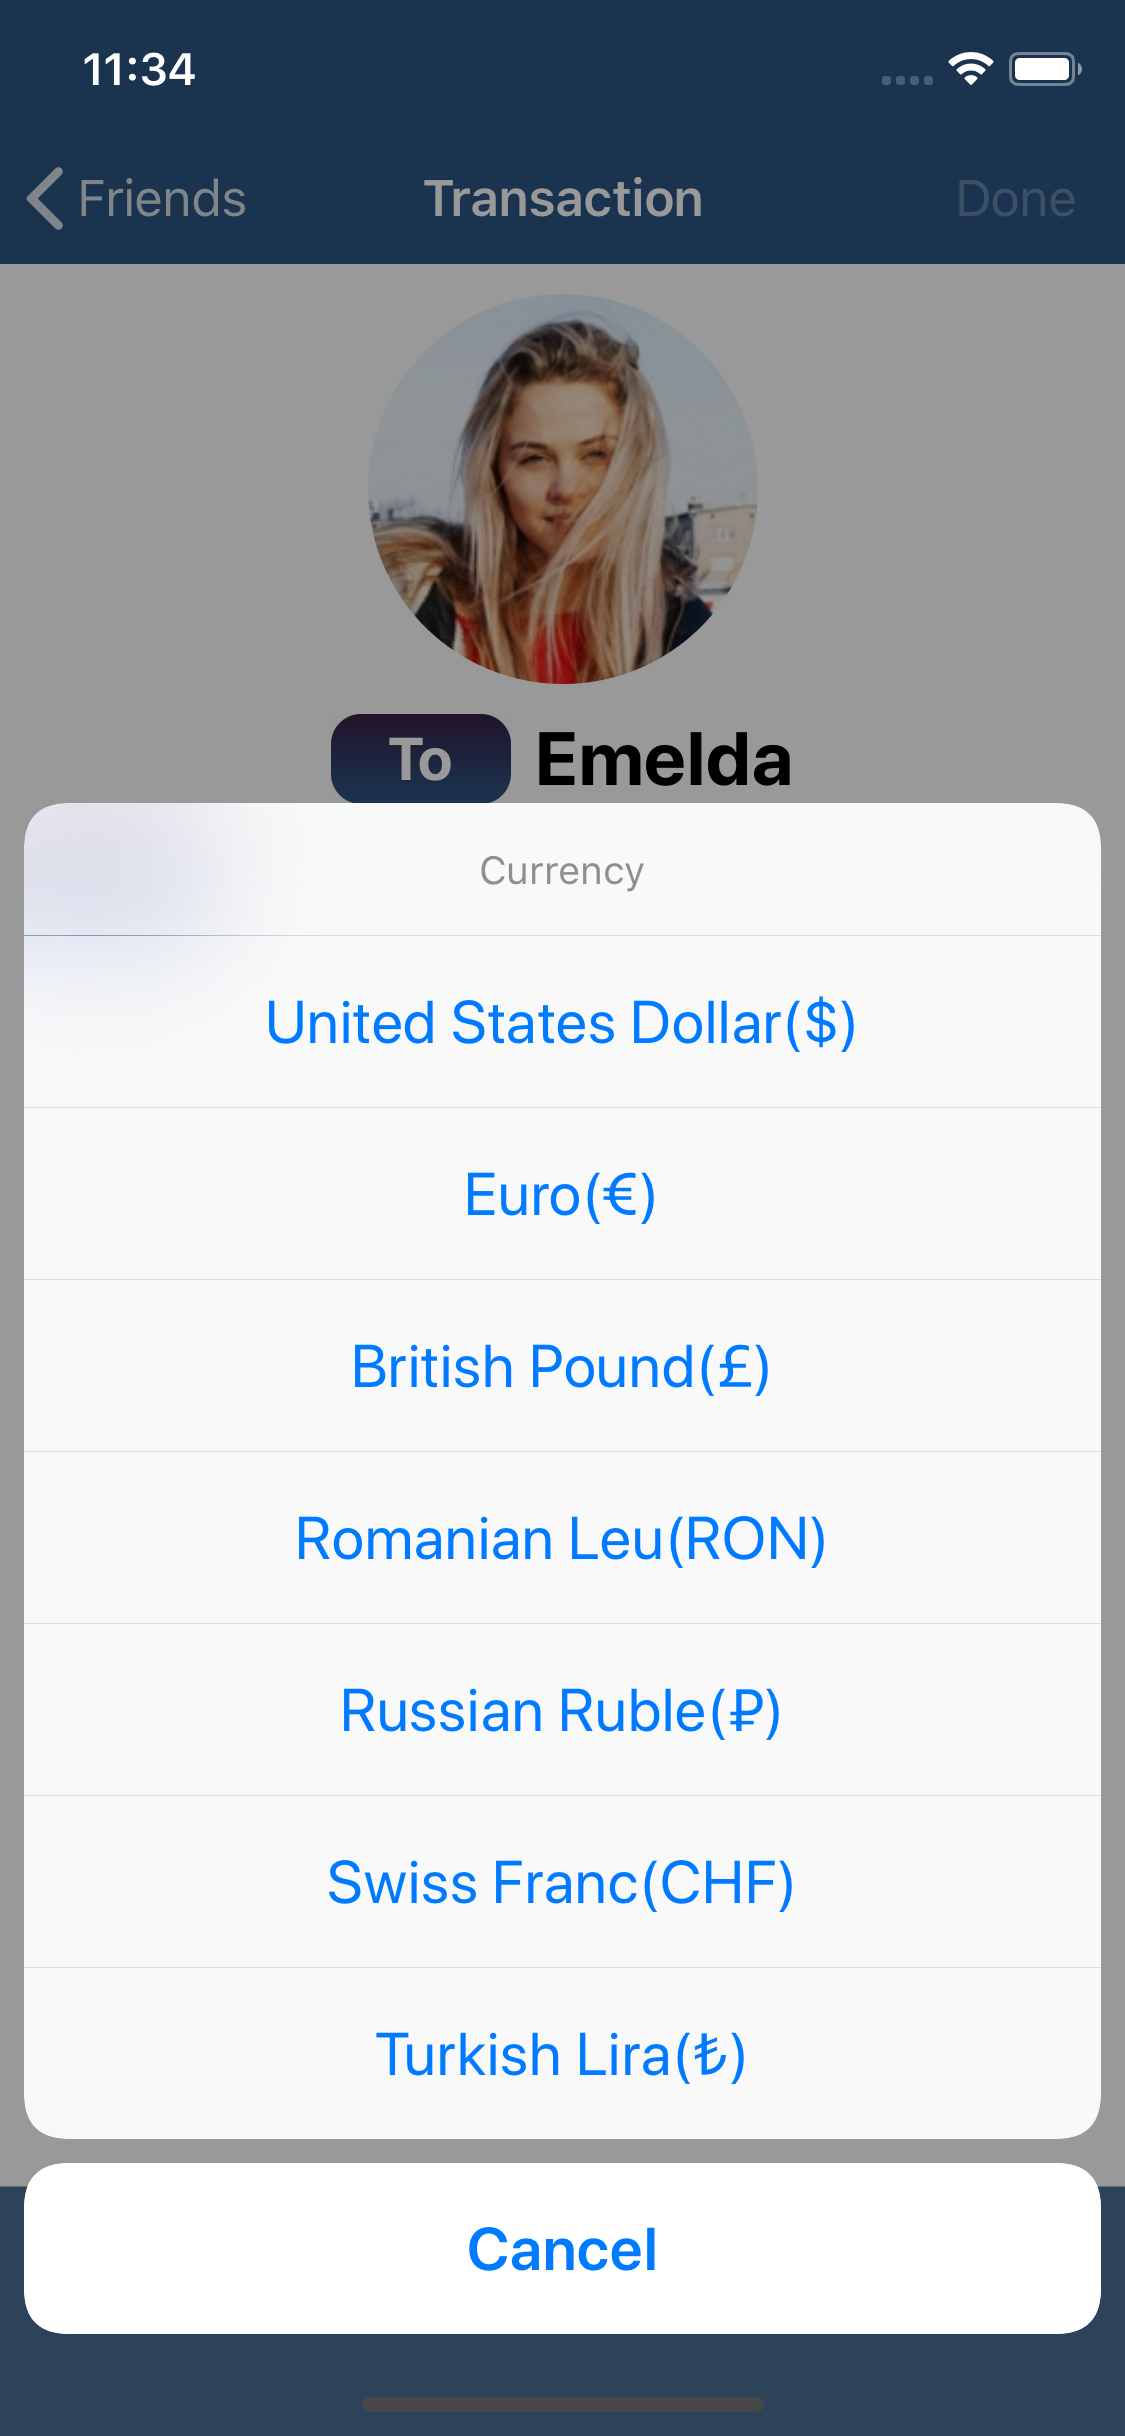 11:34
Friends
Transaction
Done
To
Emelda
Currency
United States Dollar($)
Euro(€)
British Pound(£)
Romanian Leu(RON)
Russian Ruble(₽)
Swiss Franc(CHF)
Turkish Lira(₺)
Cancel